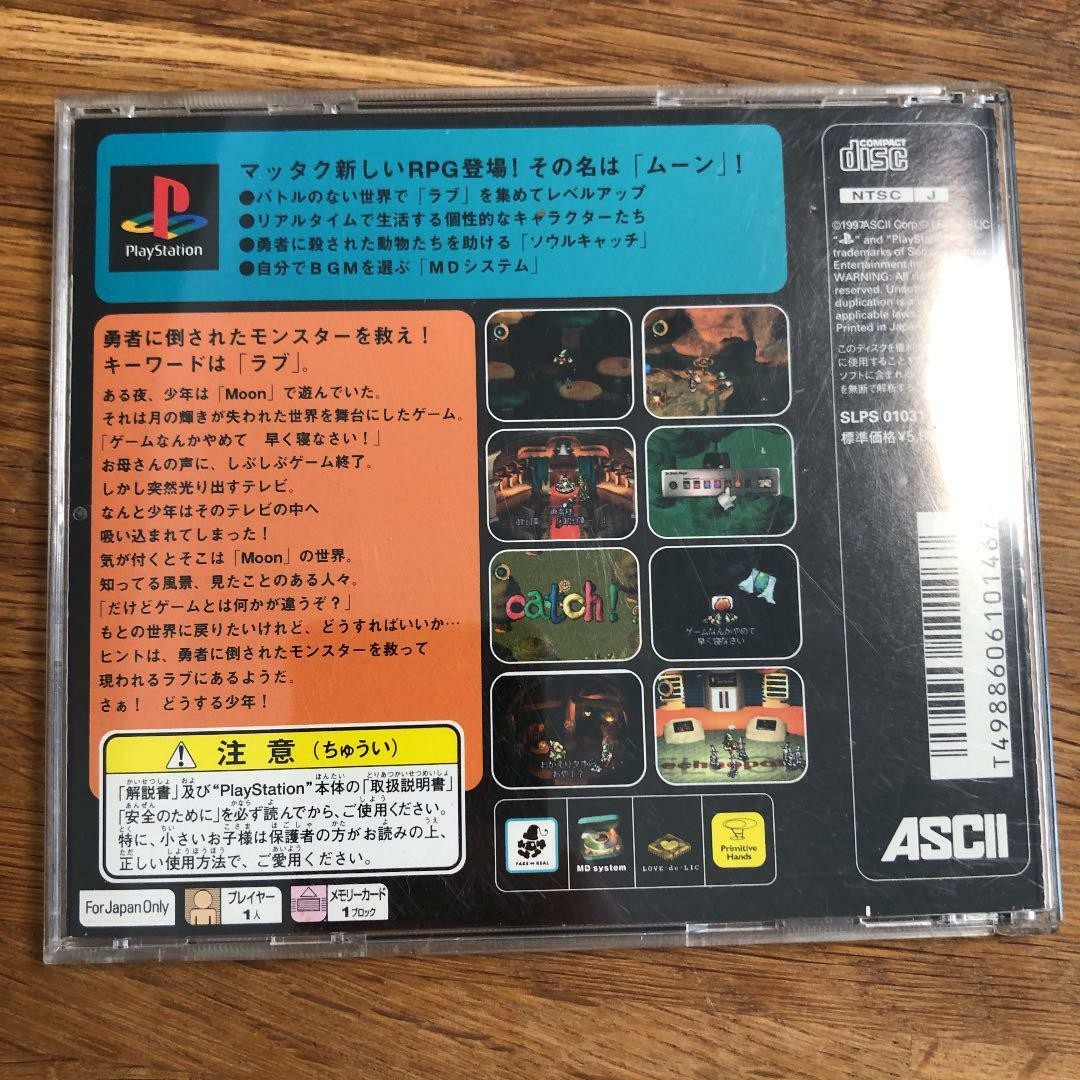 マッタク新しいRPG登場!その名は「ムーン」!
●バトルのない世界で「ラブ」を集めてレベルアップ
●リアルタイムで生活する個性的なキャラクターたち
●勇者に殺された動物たちを助ける「ソウルキャッチ」
●自分でBGMを選ぶ「MDシステム」
PlayStation
勇者に倒されたモンスターを救え!
キーワードは「ラブ」。
ある夜、少年は「Moon」で遊んでいた。
それは月の輝きが失われた世界を舞台にしたゲーム。
「ゲームなんかやめて 早く寝なさい!」
お母さんの声に、しぶしぶゲーム終了。
しかし突然光り出すテレビ。
なんと少年はそのテレビの中へ
吸い込まれてしまった!
気が付くとそこは「Moon」の世界。
知ってる風景、見たことのある人々。
「だけどゲームとは何かが違うぞ?」
もとの世界に戻りたいけれど、どうすればいいか…
ヒントは、勇者に倒されたモンスターを救って
現われるラブにあるようだ。
さぁ! どうする少年!
catch!
ゲームなんかやめて
早く寝なさい
注意(ちゅうい)
「解説書」及び“PlayStation”本体の「取扱説明書」
「安全のために」を必ず読んでから、ご使用ください。
特に、小さいお子様は保護者の方がお読みの上、
正しい使用方法で、ご愛用ください。
For Japan Only
プレイヤー
1人
メモリーカード
1ブロック
FAKE or REAL
MD system
LOVE-de-LIC
Primitive
Hands
COMPACT
disc
NTSC J
©1997ASCII Corp.©
" " and "PlayStation
trademarks of
Entertainment Inc.
WARNING: All
reserved.
duplication is a
applicable laws.
Printed in Japan
このディスクを
に使用することを
ソフトに含まれ
を無断で解析する
SLPS 01031
標準価格¥5,8
T4988606101467
ASCII